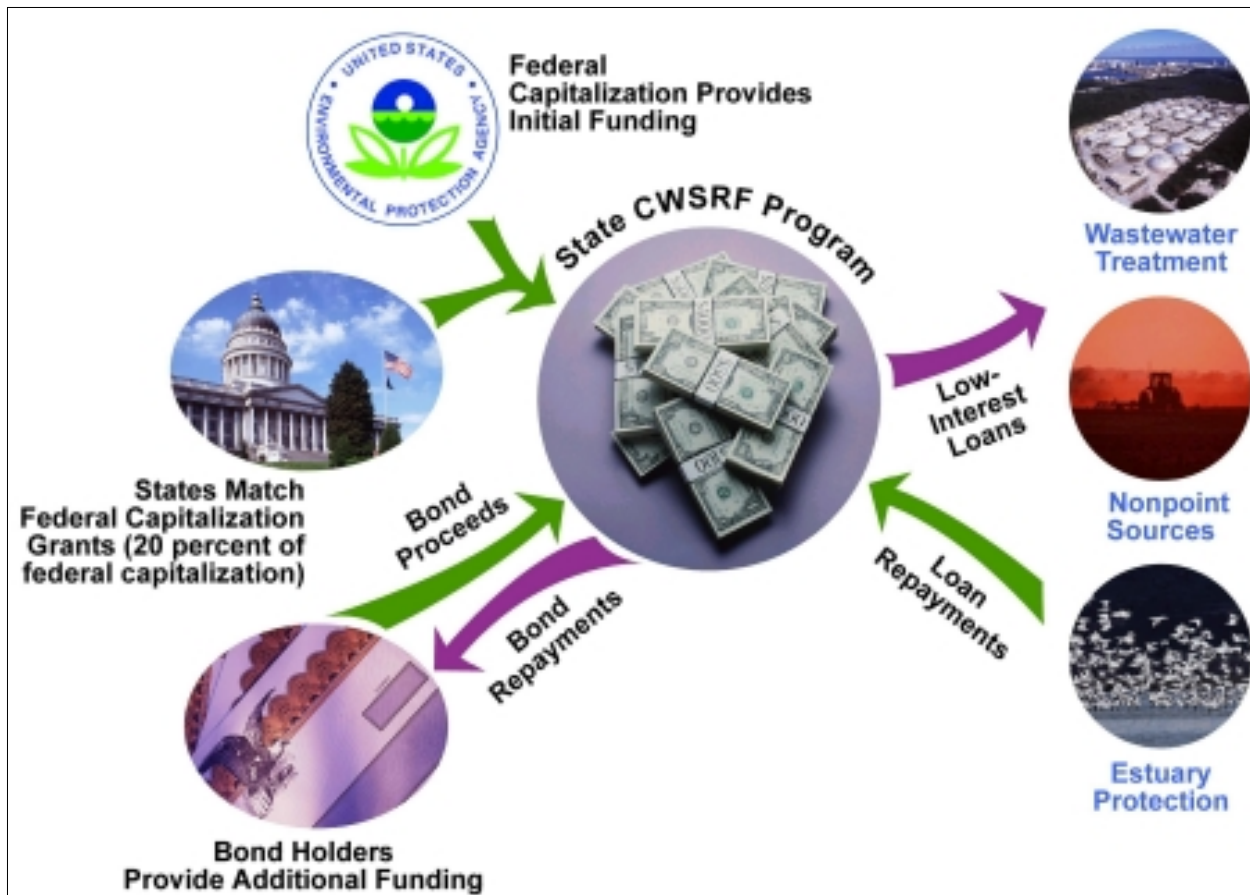 UNITED STATES
ENVIRONMENTAL PROTECTION AGENCY
Federal
Capitalization Provides
Initial Funding
State CWSRF Program
Wastewater
Treatment
States Match
Federal Capitalization
Grants (20 percent of
federal capitalization)
Low-
Interest
Loans
Nonpoint
Sources
Bond
Proceeds
Bond
Repayments
Loan
Repayments
Estuary
Protection
Bond Holders
Provide Additional Funding